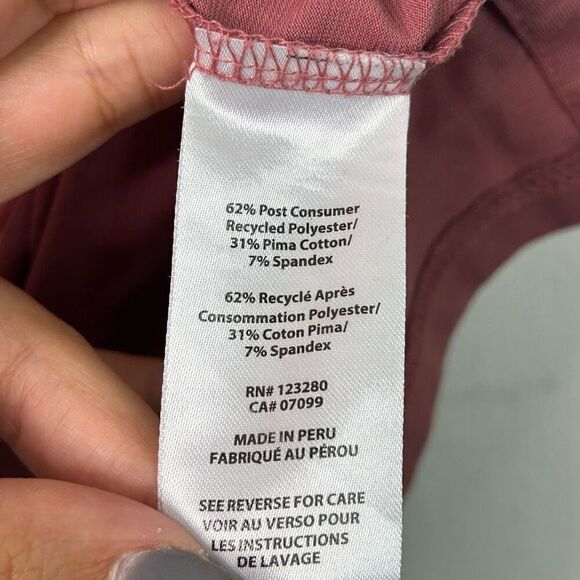 62% Post Consumer
Recycled Polyester/
31% Pima Cotton/
7% Spandex
62% Recyclé Après
Consommation Polyester/
31% Coton Pima/
7% Spandex
RN# 123280
CA# 07099
MADE IN PERU
FABRIQUÉ AU PÉROU
SEE REVERSE FOR CARE
VOIR AU VERSO POUR
LES INSTRUCTIONS
DE LAVAGE